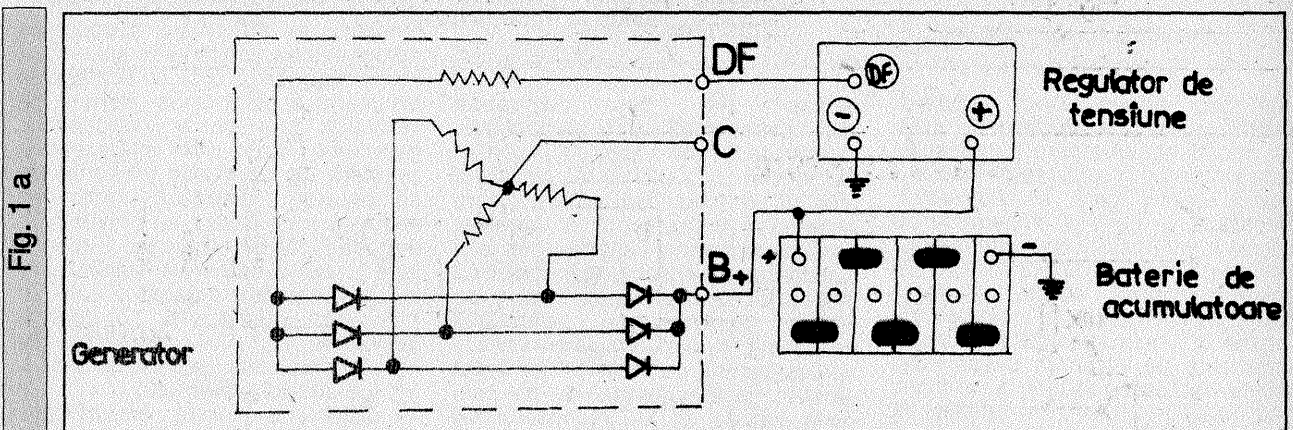 Fig. 1 a
DF
C
B+
Generator
DF
-
+
Regulator de
tensiune
+
-
Baterie de
acumulatoare